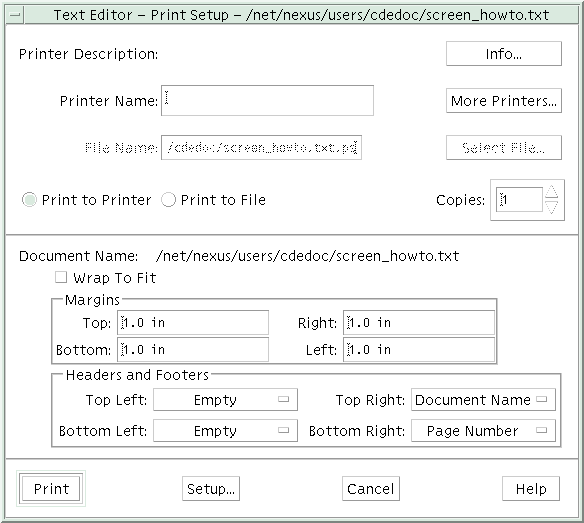 Text Editor – Print Setup – /net/nexus/users/cdedoc/screen_howto.txt
Printer Description: Info...
Printer Name: More Printers...
File Name: /cdedoc/screen_howto.txt.ps Select File...
Print to Printer Print to File Copies: 1
Document Name: /net/nexus/users/cdedoc/screen_howto.txt
Wrap To Fit
Margins
Top: 1.0 in Right: 1.0 in
Bottom: 1.0 in Left: 1.0 in
Headers and Footers
Top Left: Empty Top Right: Document Name
Bottom Left: Empty Bottom Right: Page Number
Print Setup... Cancel Help